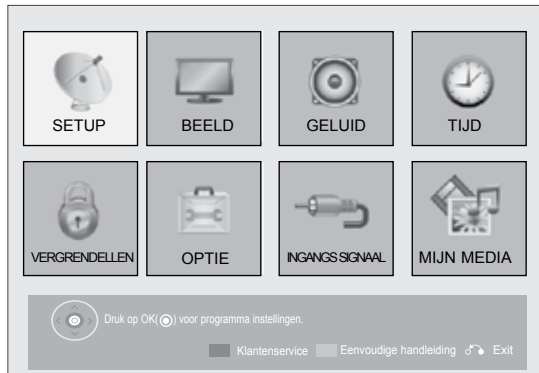 SETUP BEELD GELUID TIJD
VERGRENDELLEN OPTIE INGANGS SIGNAAL MIJN MEDIA
Druk op OK(◉) voor programma instellingen.
Klantenservice Eenvoudige handleiding Exit